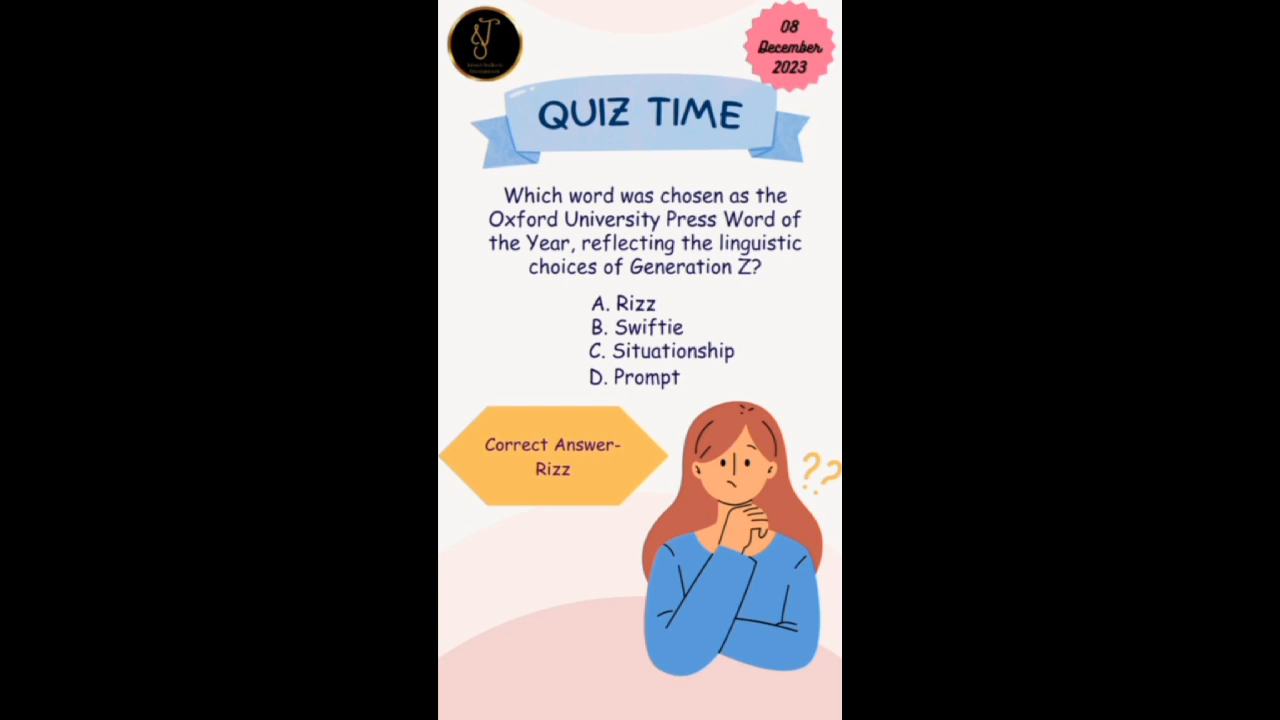 08
December
2023
QUIZ TIME
Which word was chosen as the
Oxford University Press Word of
the Year, reflecting the linguistic
choices of Generation Z?
A. Rizz
B. Swiftie
C. Situationship
D. Prompt
Correct Answer-
Rizz
??